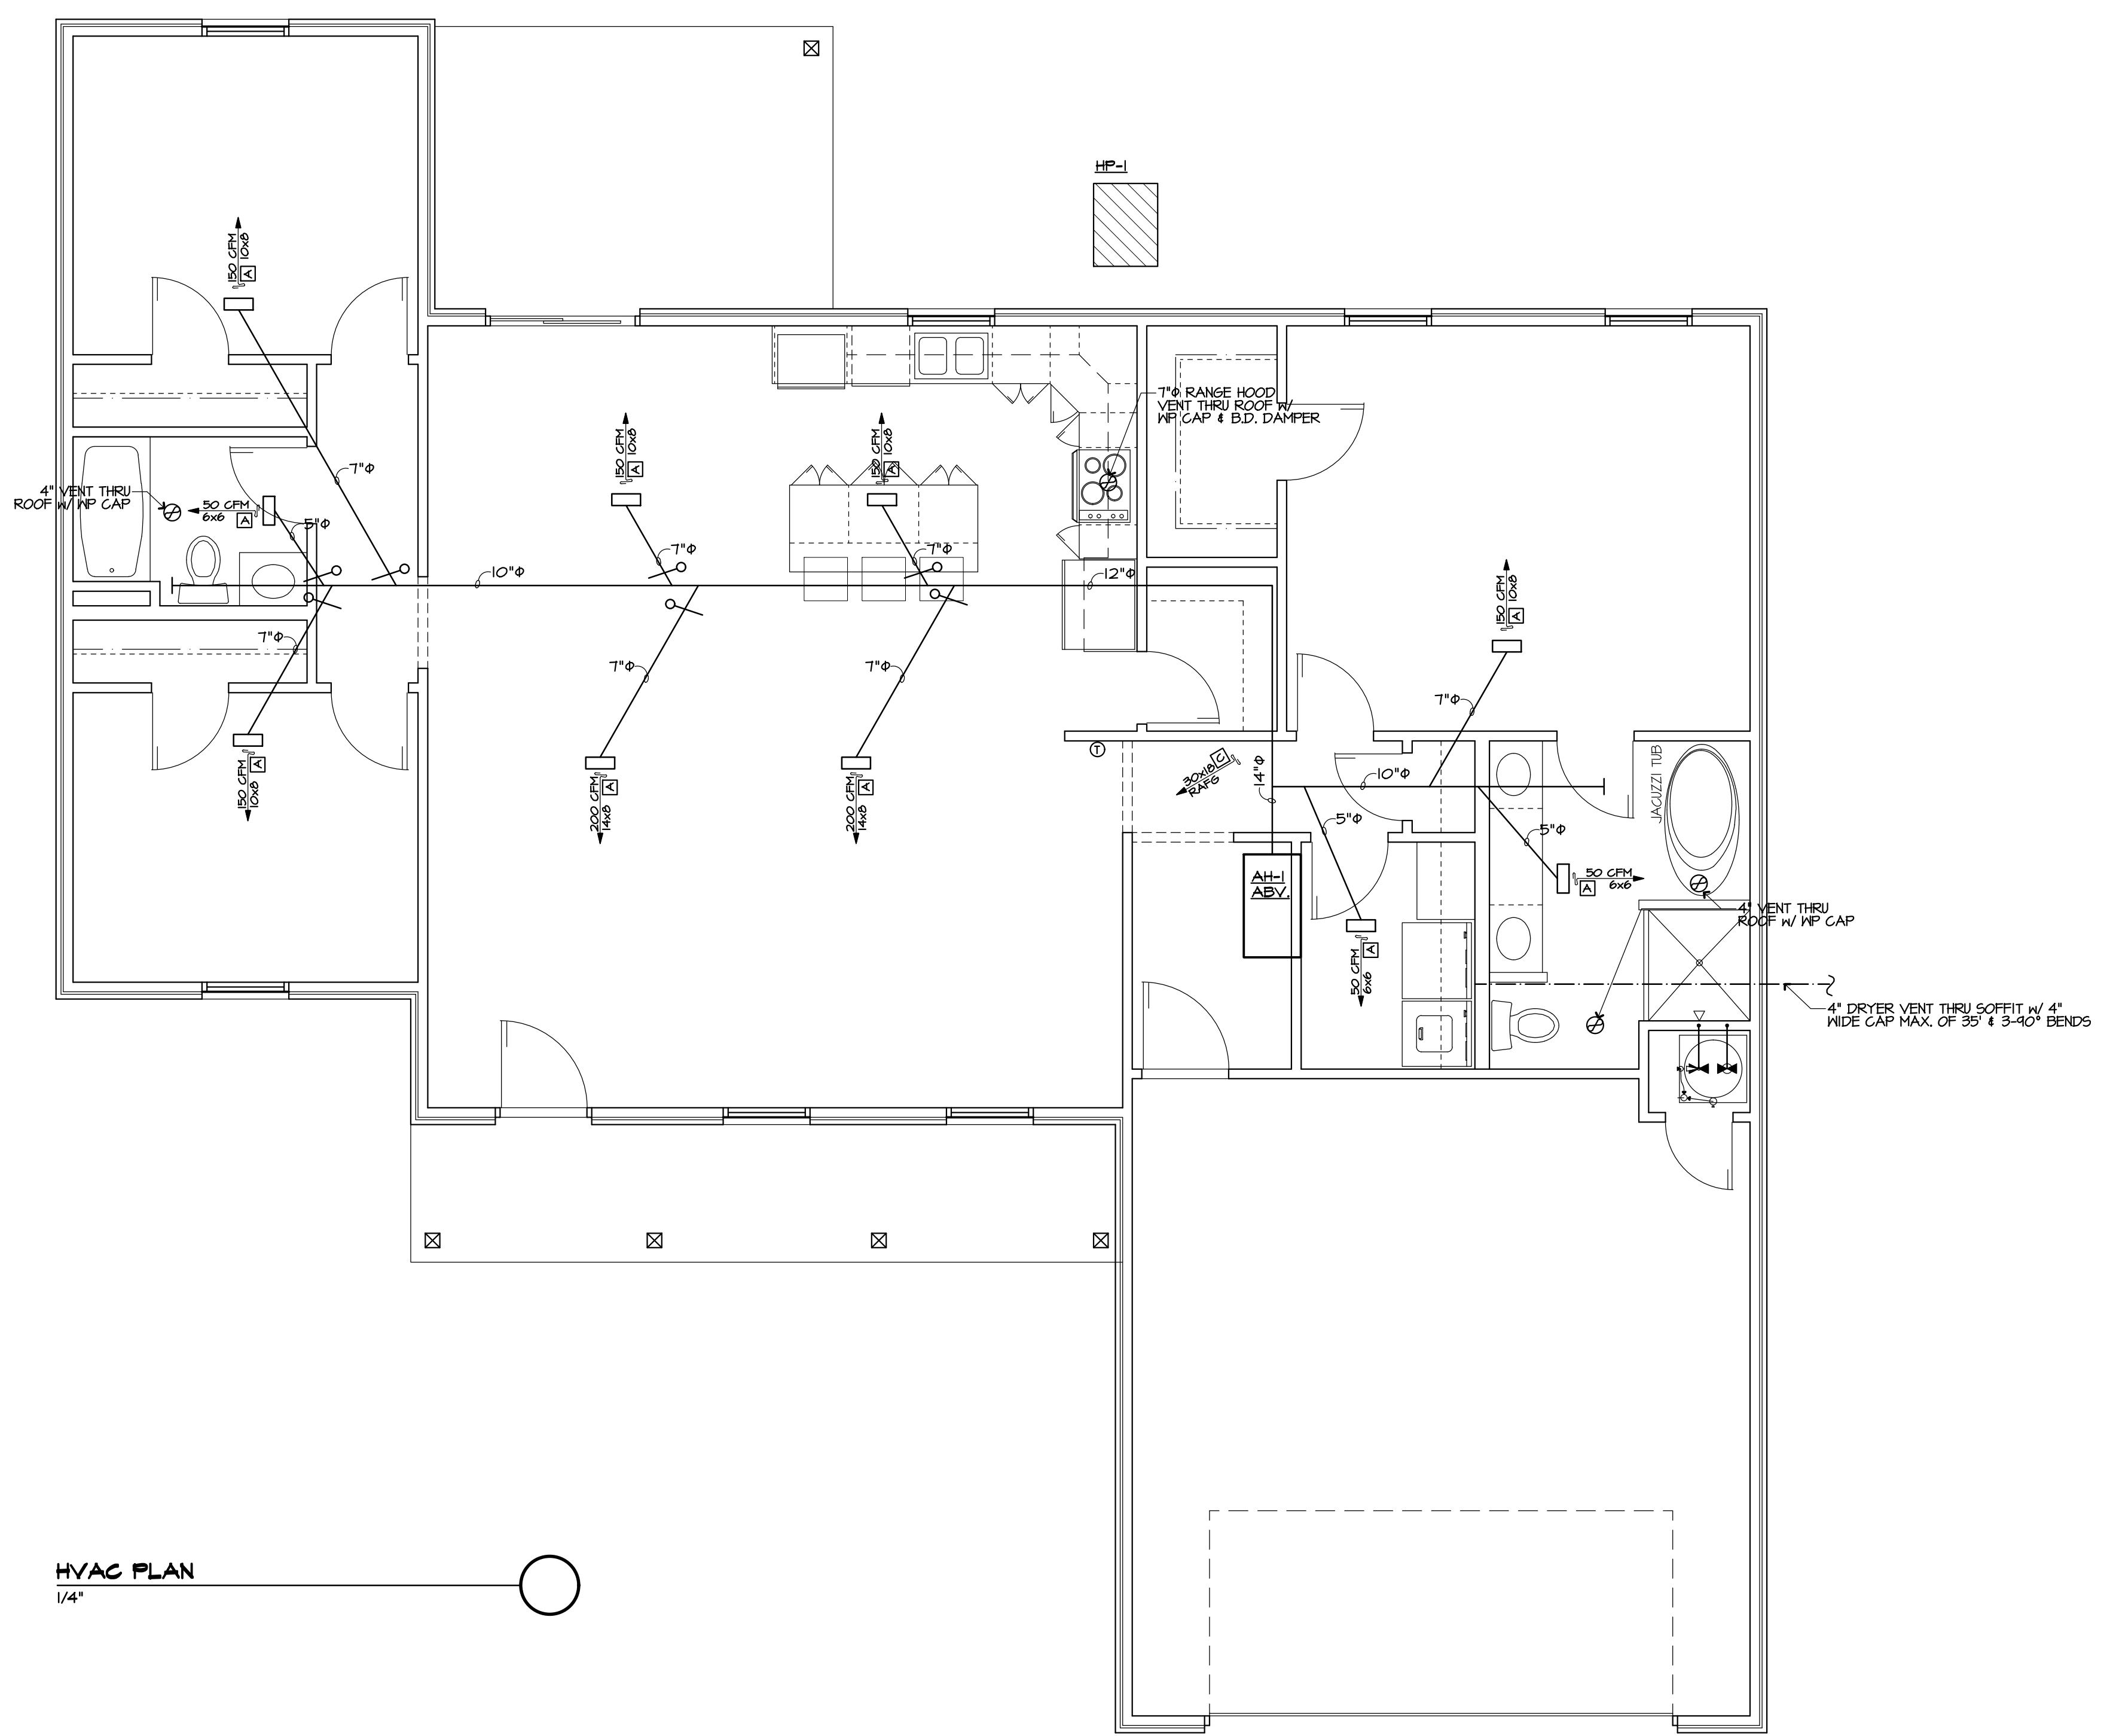 HP-1
150 CFM
10x8
A
7"Φ RANGE HOOD
VENT THRU ROOF W/
WP CAP & B.D. DAMPER
150 CFM
10x8
A
150 CFM
10x8
A
7"Φ
4" VENT THRU
ROOF W/ WP CAP
50 CFM
6x6
A
5"Φ
7"Φ
7"Φ
10"Φ
12"Φ
150 CFM
10x8
A
7"Φ
7"Φ
7"Φ
7"Φ
T
30x18 C
RAFG
14"Φ
10"Φ
JACUZZI TUB
150 CFM
10x8
A
200 CFM
14x8
A
200 CFM
14x8
A
5"Φ
5"Φ
AH-1
ABV.
50 CFM
6x6
A
4" VENT THRU
ROOF W/ WP CAP
50 CFM
6x6
A
4" DRYER VENT THRU SOFFIT W/ 4"
WIDE CAP MAX. OF 35' & 3-90° BENDS
HVAC PLAN
1/4"